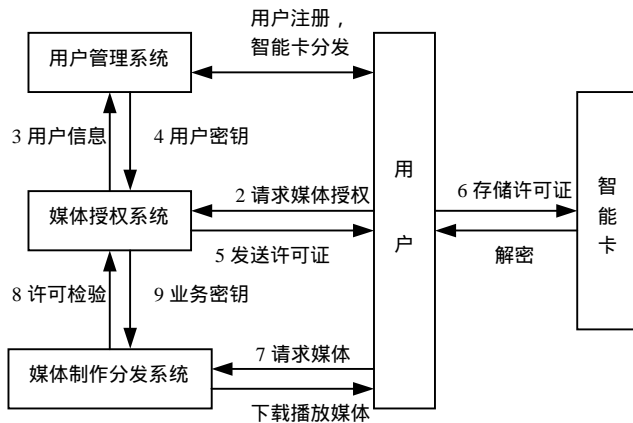 用户注册，
智能卡分发
用户管理系统
3 用户信息
4 用户密钥
用户
智能卡
2 请求媒体授权
6 存储许可证
媒体授权系统
5 发送许可证
解密
8 许可检验
9 业务密钥
7 请求媒体
媒体制作分发系统
下载播放媒体